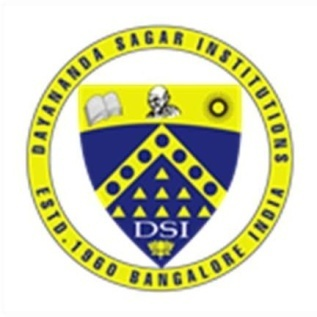 DAYANANDA SAGAR INSTITUTIONS
ESTD. 1960 BANGALORE INDIA
DSI